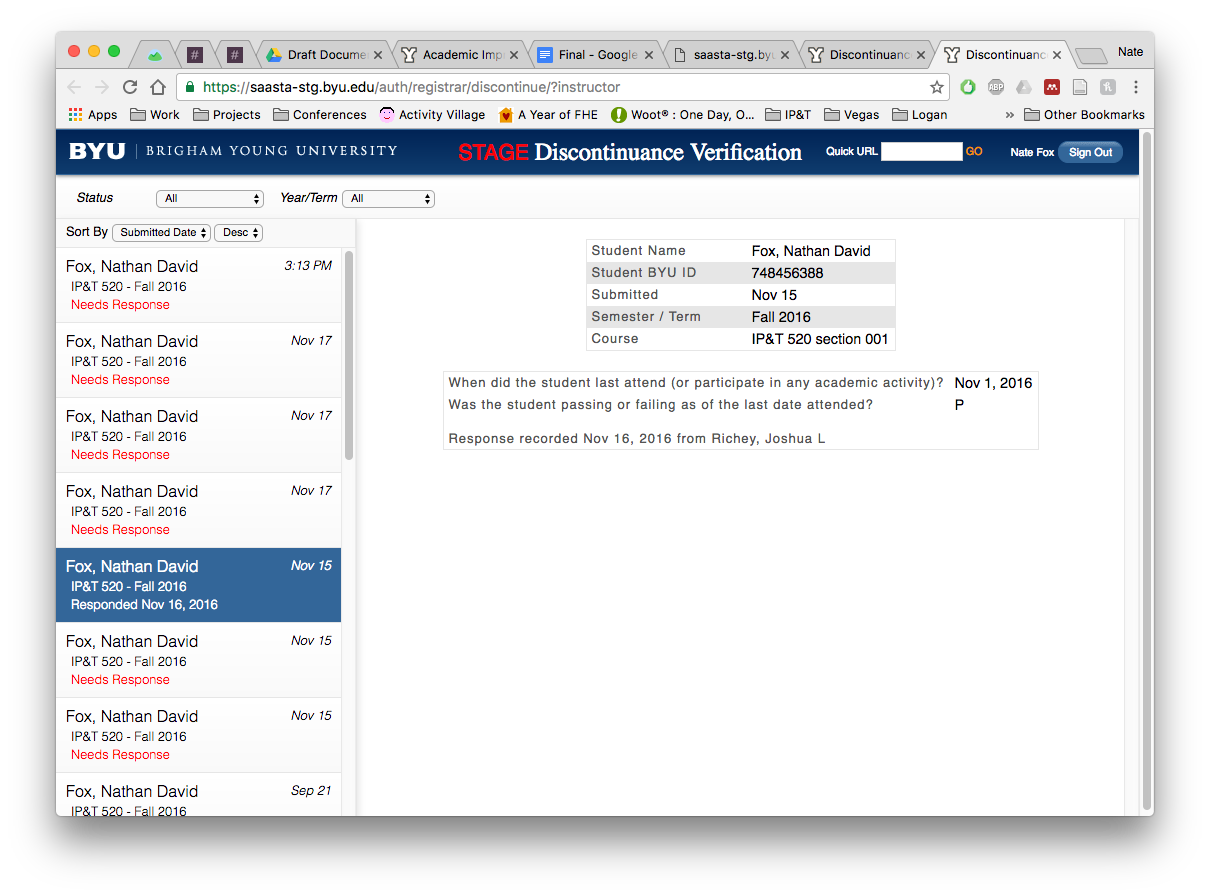 Draft Docume
Academic Imp
Final - Google
saasta-stg.byu
Discontinuanc
Discontinuanc
Nate
https://saasta-stg.byu.edu/auth/registrar/discontinue/?instructor
ABP
Apps Work Projects Conferences Activity Village A Year of FHE Woot® : One Day, O... IP&T Vegas Logan » Other Bookmarks
BYU BRIGHAM YOUNG UNIVERSITY STAGE Discontinuance Verification Quick URL GO Nate Fox Sign Out
Status All Year/Term All
Sort By Submitted Date Desc
Fox, Nathan David 3:13 PM
IP&T 520 - Fall 2016
Needs Response
Fox, Nathan David Nov 17
IP&T 520 - Fall 2016
Needs Response
Fox, Nathan David Nov 17
IP&T 520 - Fall 2016
Needs Response
Fox, Nathan David Nov 17
IP&T 520 - Fall 2016
Needs Response
Fox, Nathan David Nov 15
IP&T 520 - Fall 2016
Responded Nov 16, 2016
Fox, Nathan David Nov 15
IP&T 520 - Fall 2016
Needs Response
Fox, Nathan David Nov 15
IP&T 520 - Fall 2016
Needs Response
Fox, Nathan David Sep 21
IP&T 520 - Fall 2016
Student Name Fox, Nathan David
Student BYU ID 748456388
Submitted Nov 15
Semester / Term Fall 2016
Course IP&T 520 section 001
When did the student last attend (or participate in any academic activity)? Nov 1, 2016
Was the student passing or failing as of the last date attended? P
Response recorded Nov 16, 2016 from Richey, Joshua L